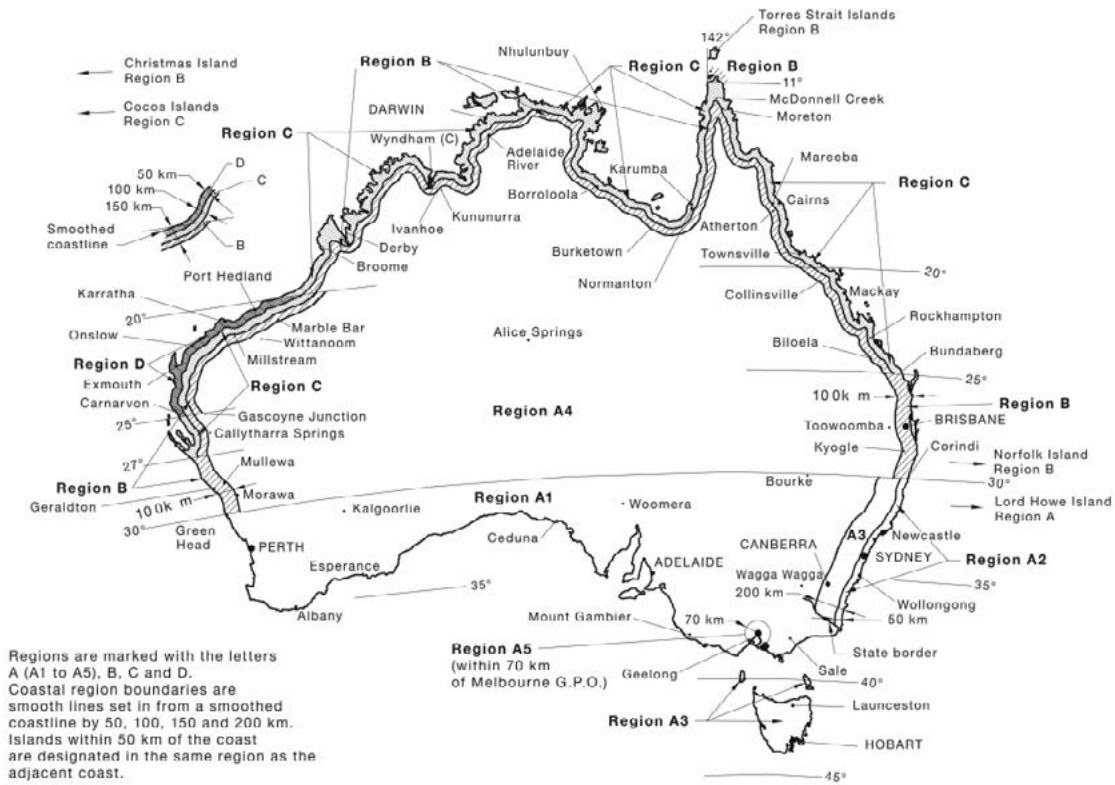 Torres Strait Islands
Region B
142°
Nhulunbuy
Christmas Island
Region B
Region B
Region C
Region B
11°
Cocos Islands
Region C
DARWIN
McDonnell Creek
Moreton
Region C
Wyndham (C)
Adelaide
River
Karumba
Mareeba
D
C
50 km
100 km
150 km
Borroloola
Cairns
Region C
Smoothed
coastline
B
Ivanhoe
Kununurra
Atherton
Derby
Burketown
Townsville
Port Hedland
Broome
20°
Normanton
Collinsville
Mackay
Karratha
20°
Marble Bar
Alice Springs
Rockhampton
Onslow
Wittanoom
Millstream
Biloela
Bundaberg
Region D
Exmouth
Region C
25°
Carnarvon
100k m
Region B
25°
Gascoyne Junction
Region A4
BRISBANE
Callytharra Springs
Toowoomba
Kyogle
Corindi
27°
Mullewa
Norfolk Island
Region B
Region B
Bourke
30°
Geraldton
100k m
Morawa
Region A1
Lord Howe Island
Region A
30°
Kalgoorlie
Woomera
Green
Head
Ceduna
A3
Newcastle
PERTH
CANBERRA
SYDNEY
Region A2
Esperance
ADELAIDE
Wagga Wagga
35°
35°
200 km
Wollongong
Albany
Mount Gambier
70 km
50 km
Region A5
(within 70 km
of Melbourne G.P.O.)
State border
Geelong
Sale
40°
Launceston
Region A3
HOBART
45°
Regions are marked with the letters
A (A1 to A5), B, C and D.
Coastal region boundaries are
smooth lines set in from a smoothed
coastline by 50, 100, 150 and 200 km.
Islands within 50 km of the coast
are designated in the same region as the
adjacent coast.